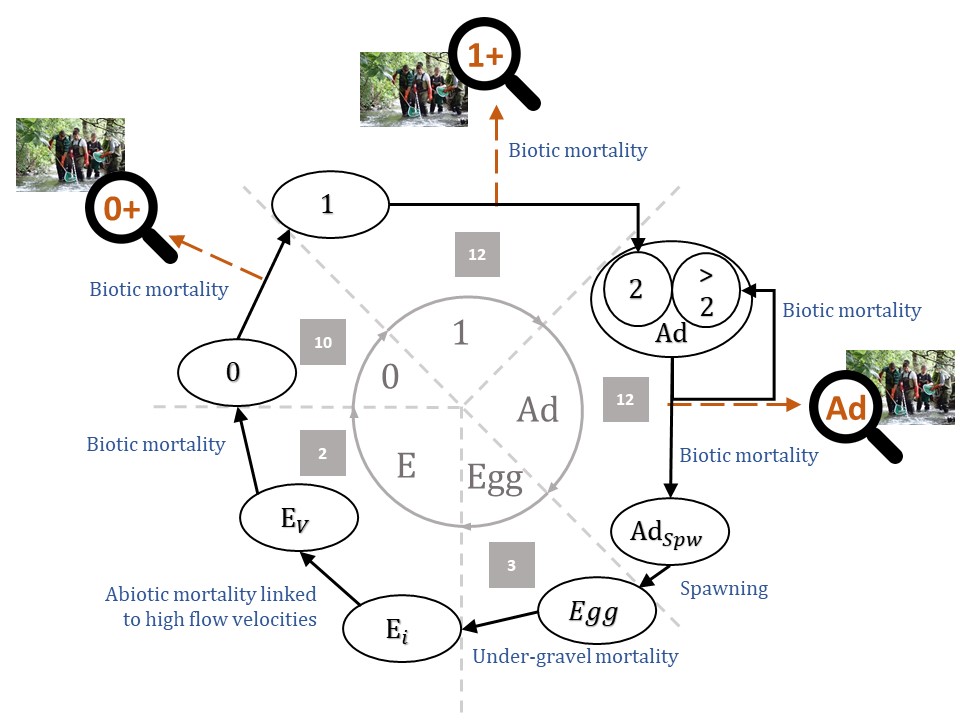 1+
Biotic mortality
0+
1
12
Biotic mortality
2
>
2
Ad
Biotic mortality
10
1
0
0
Ad
12
Ad
Biotic mortality
2
E
Egg
Biotic mortality
E_V
Ad_Spw
3
Spawning
Abiotic mortality linked
to high flow velocities
E_i
Egg
Under-gravel mortality